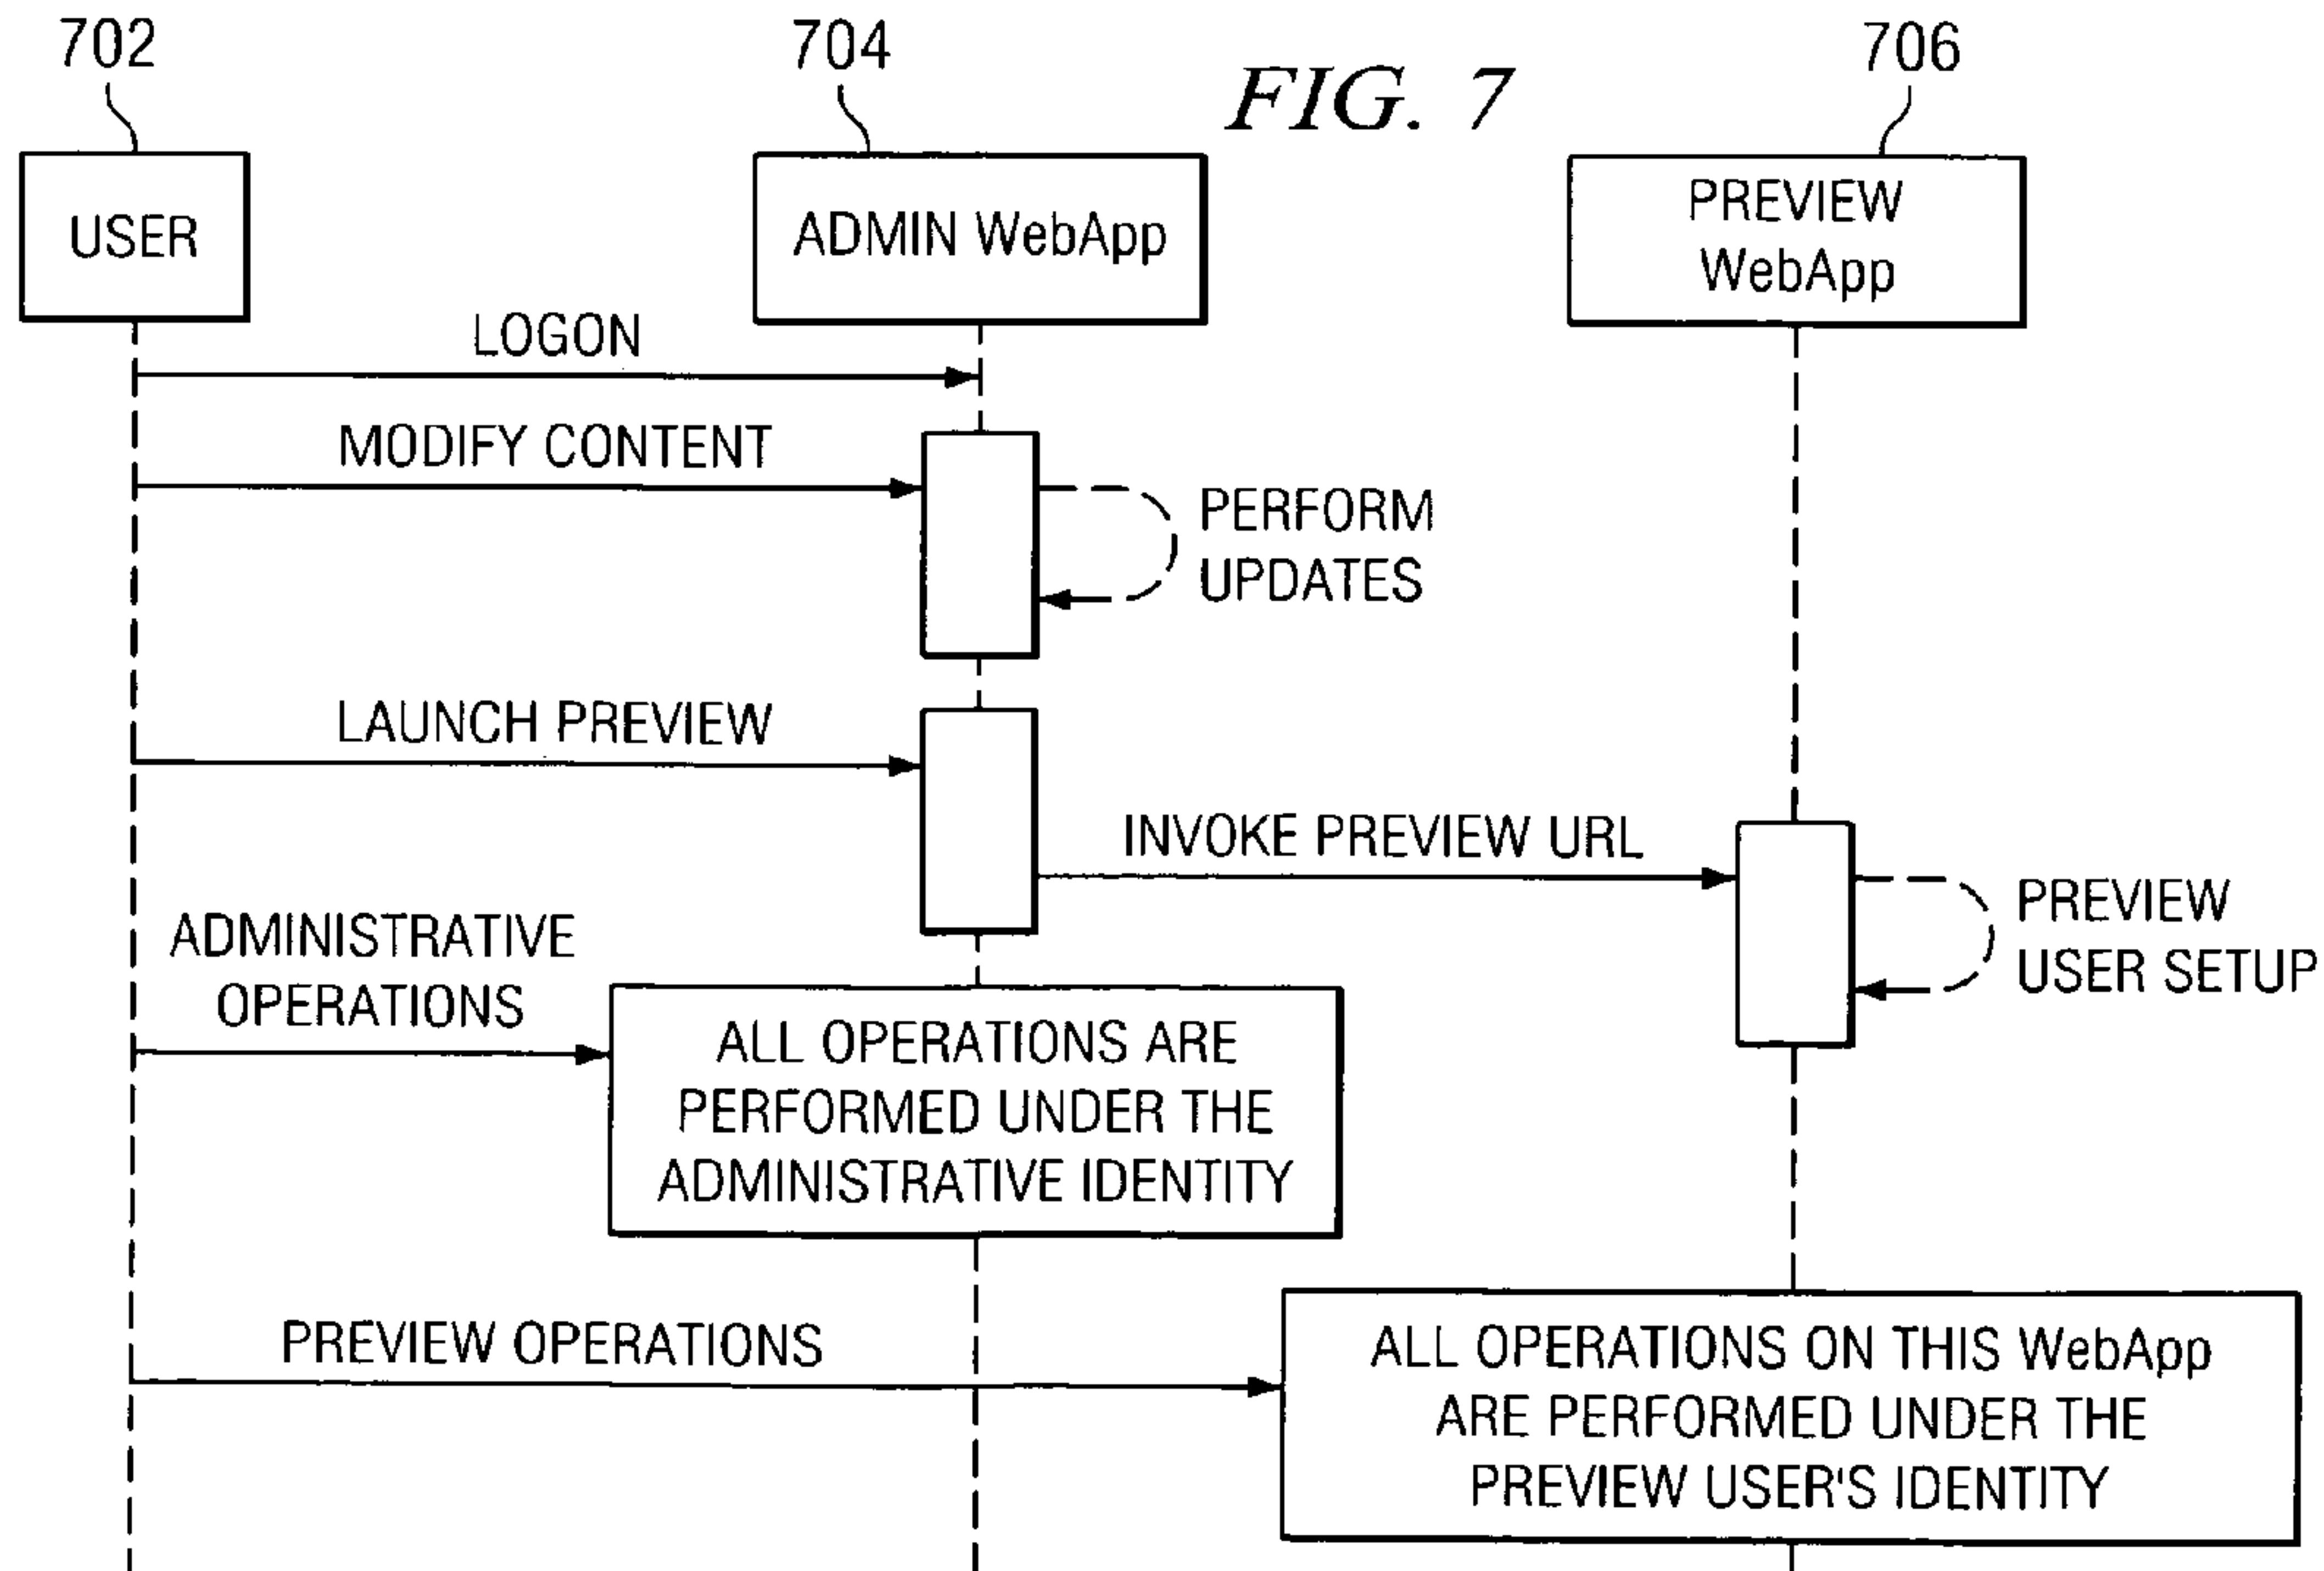 702
704
FIG. 7
706
USER
ADMIN WebApp
PREVIEW
WebApp
LOGON
MODIFY CONTENT
PERFORM
UPDATES
LAUNCH PREVIEW
INVOKE PREVIEW URL
PREVIEW
USER SETUP
ADMINISTRATIVE
OPERATIONS
ALL OPERATIONS ARE
PERFORMED UNDER THE
ADMINISTRATIVE IDENTITY
PREVIEW OPERATIONS
ALL OPERATIONS ON THIS WebApp
ARE PERFORMED UNDER THE
PREVIEW USER'S IDENTITY